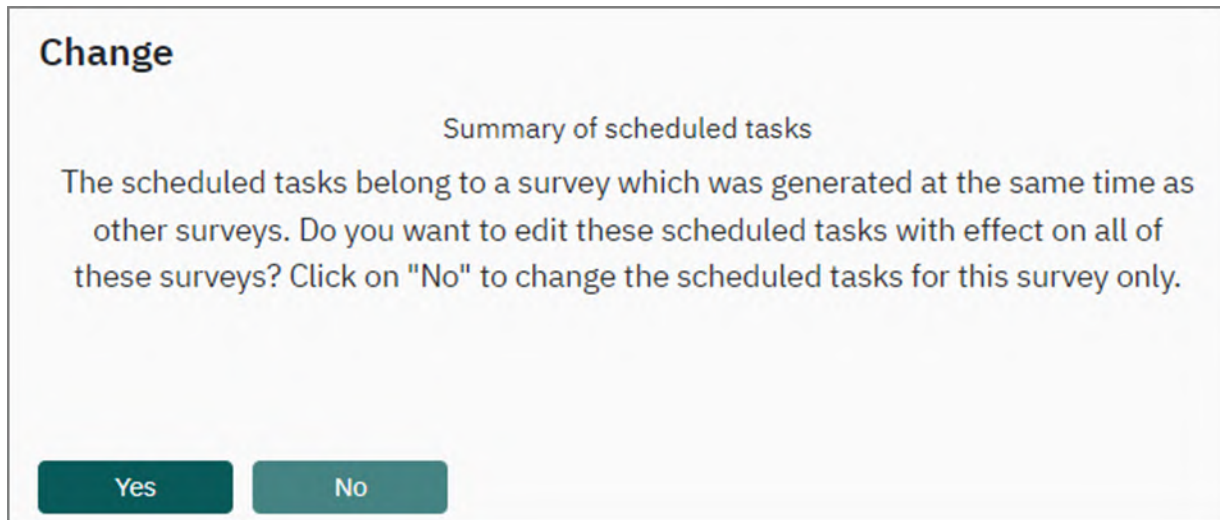 Change
Summary of scheduled tasks
The scheduled tasks belong to a survey which was generated at the same time as
other surveys. Do you want to edit these scheduled tasks with effect on all of
these surveys? Click on "No" to change the scheduled tasks for this survey only.
Yes
No